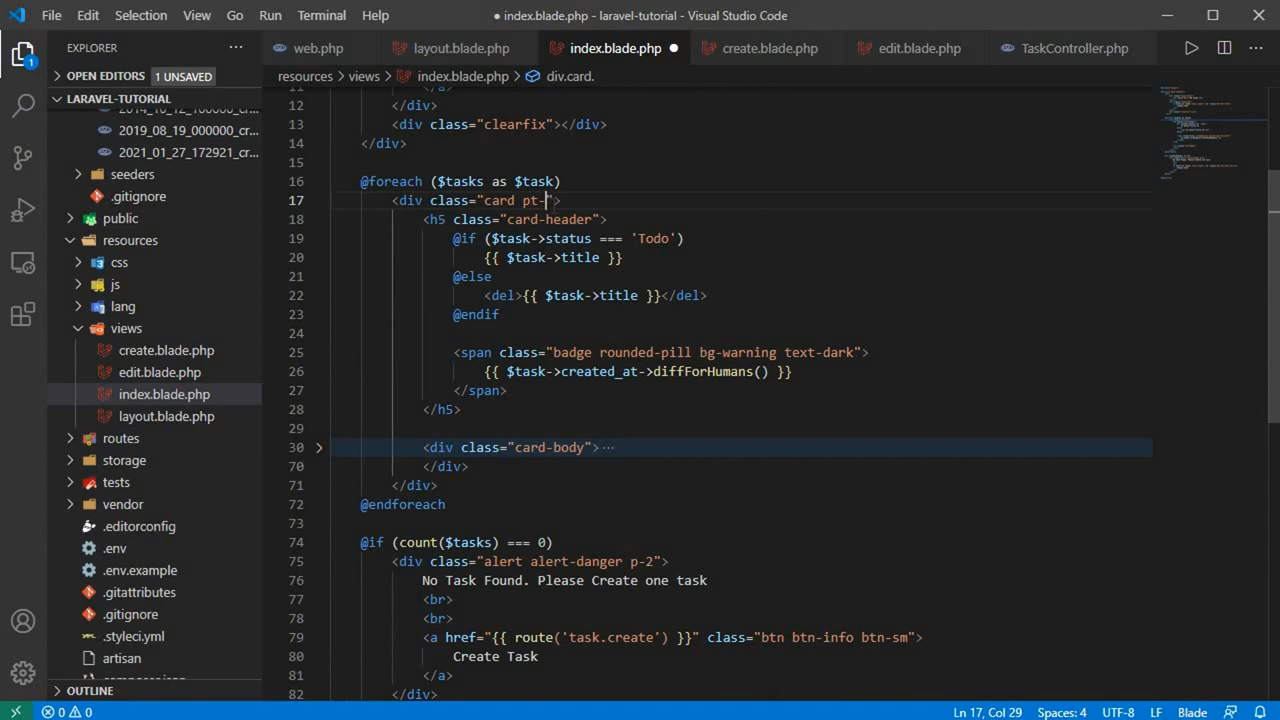 File Edit Selection View Go Run Terminal Help
● index.blade.php - laravel-tutorial - Visual Studio Code
EXPLORER
web.php
layout.blade.php
index.blade.php ●
create.blade.php
edit.blade.php
TaskController.php
OPEN EDITORS 1 UNSAVED
resources > views > index.blade.php > div.card.
LARAVEL-TUTORIAL
2019_08_19_000000_cr...
2021_01_27_172921_cr...
seeders
.gitignore
public
resources
css
js
lang
views
create.blade.php
edit.blade.php
index.blade.php
layout.blade.php
routes
storage
tests
vendor
.editorconfig
.env
.env.example
.gitattributes
.gitignore
.styleci.yml
artisan
OUTLINE
12 </div>
13 <div class="clearfix"></div>
14 </div>
15
16 @foreach ($tasks as $task)
17 <div class="card pt-">
18 <h5 class="card-header">
19 @if ($task->status === 'Todo')
20 {{ $task->title }}
21 @else
22 <del>{{ $task->title }}</del>
23 @endif
24
25 <span class="badge rounded-pill bg-warning text-dark">
26 {{ $task->created_at->diffForHumans() }}
27 </span>
28 </h5>
29
30 <div class="card-body"> ···
70 </div>
71 </div>
72 @endforeach
73
74 @if (count($tasks) === 0)
75 <div class="alert alert-danger p-2">
76 No Task Found. Please Create one task
77 <br>
78 <br>
79 <a href="{{ route('task.create') }}" class="btn btn-info btn-sm">
80 Create Task
81 </a>
82 </div>
1
0 0 Ln 17, Col 29 Spaces: 4 UTF-8 LF Blade